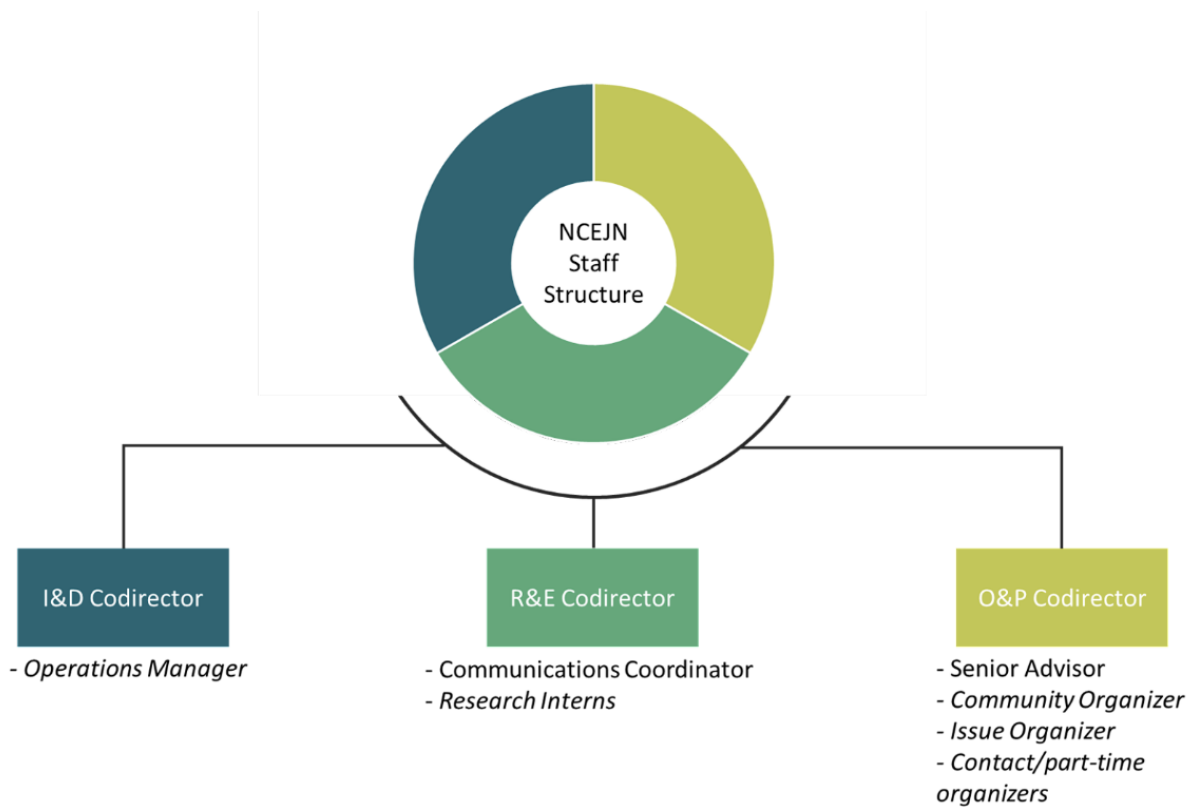 NCEJN
Staff
Structure
I&D Codirector
- Operations Manager
R&E Codirector
- Communications Coordinator
- Research Interns
O&P Codirector
- Senior Advisor
- Community Organizer
- Issue Organizer
- Contact/part-time
organizers